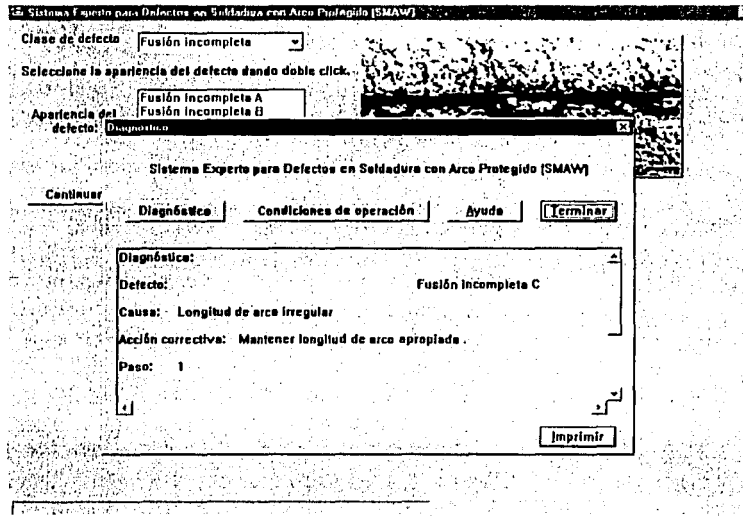 Sistema Experto para Defectos en Soldadura con Arco Protegido [SMAW]
Clase de defecto Fusión incompleta
Seleccione la apariencia del defecto dando doble click.
Fusión incompleta A
Apariencia del Fusión incompleta B
defecto:
Diagnóstico
Sistema Experto para Defectos en Soldadura con Arco Protegido [SMAW]
Continuar
Diagnóstico Condiciones de operación Ayuda Terminar
Diagnóstico:
Defecto: Fusión incompleta C
Causa: Longitud de arco irregular
Acción correctiva: Mantener longitud de arco apropiada .
Paso: 1
Imprimir